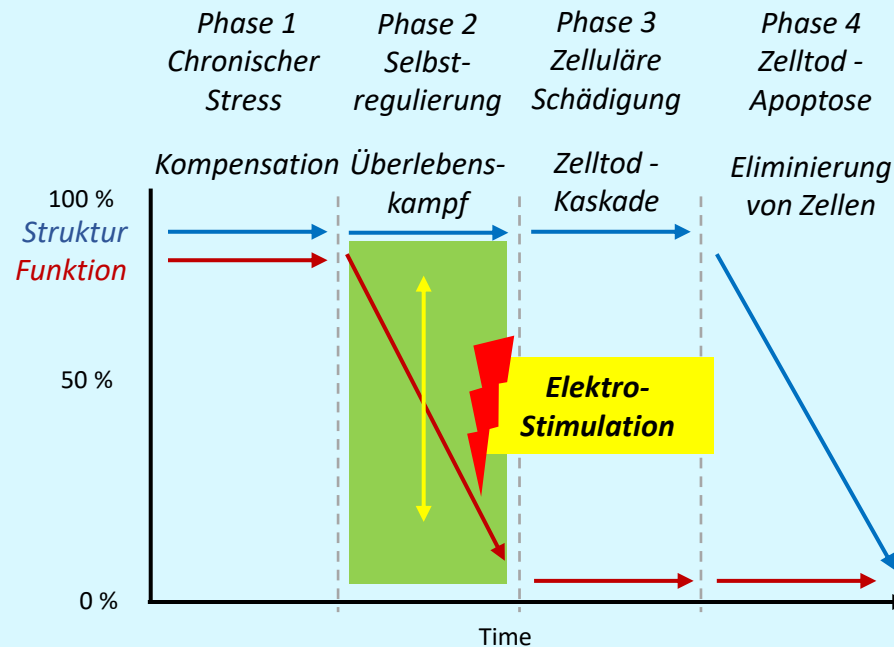 Phase 1
Chronischer
Stress
Kompensation
Phase 2
Selbst-
regulierung
Überlebens-
kampf
Phase 3
Zelluläre
Schädigung
Zelltod -
Kaskade
Phase 4
Zelltod -
Apoptose
Eliminierung
von Zellen
100 %
Struktur
Funktion
50 %
Elektro-
Stimulation
0 %
Time